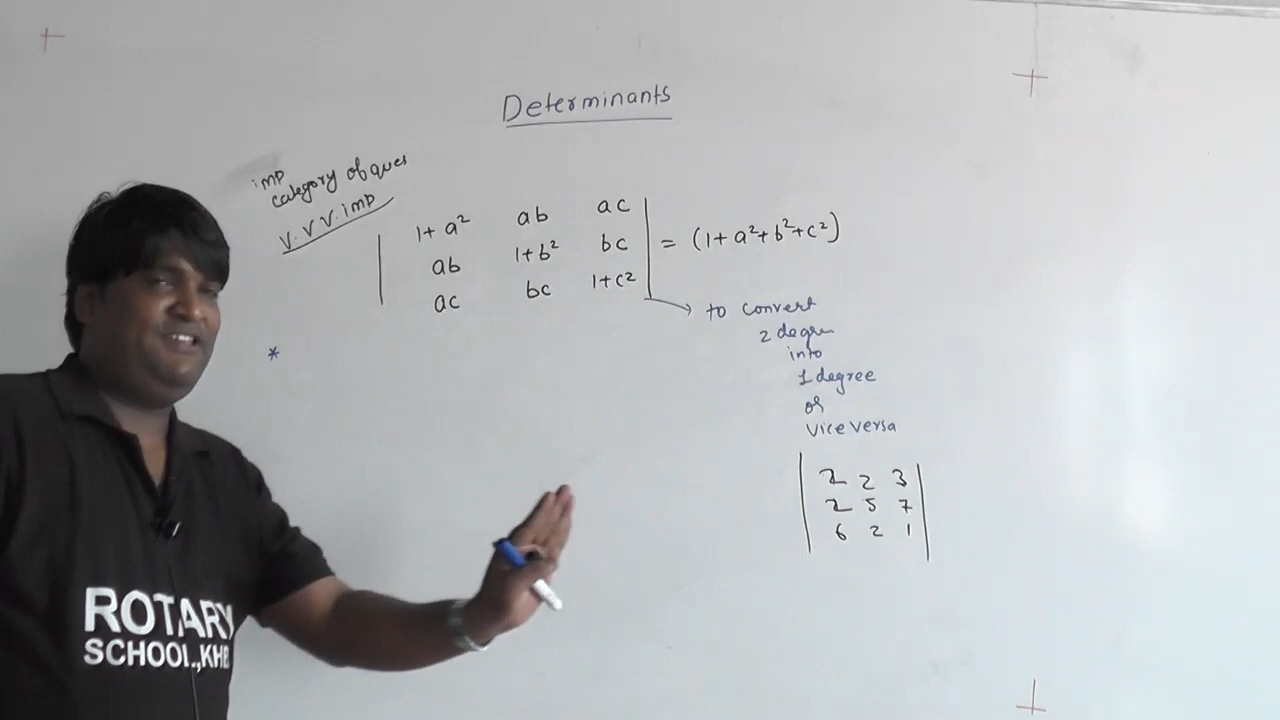 Determinants
imp
category of ques
V. V V. imp
| 1+a² ab ac |
| ab 1+b² bc | = (1+a²+b²+c²)
| ac bc 1+c² |
→ to convert
2 degree
into
1 degree
or
vice versa
*
| 2 2 3 |
| 2 5 7 |
| 6 2 1 |
ROTARY
SCHOOL.,KHB